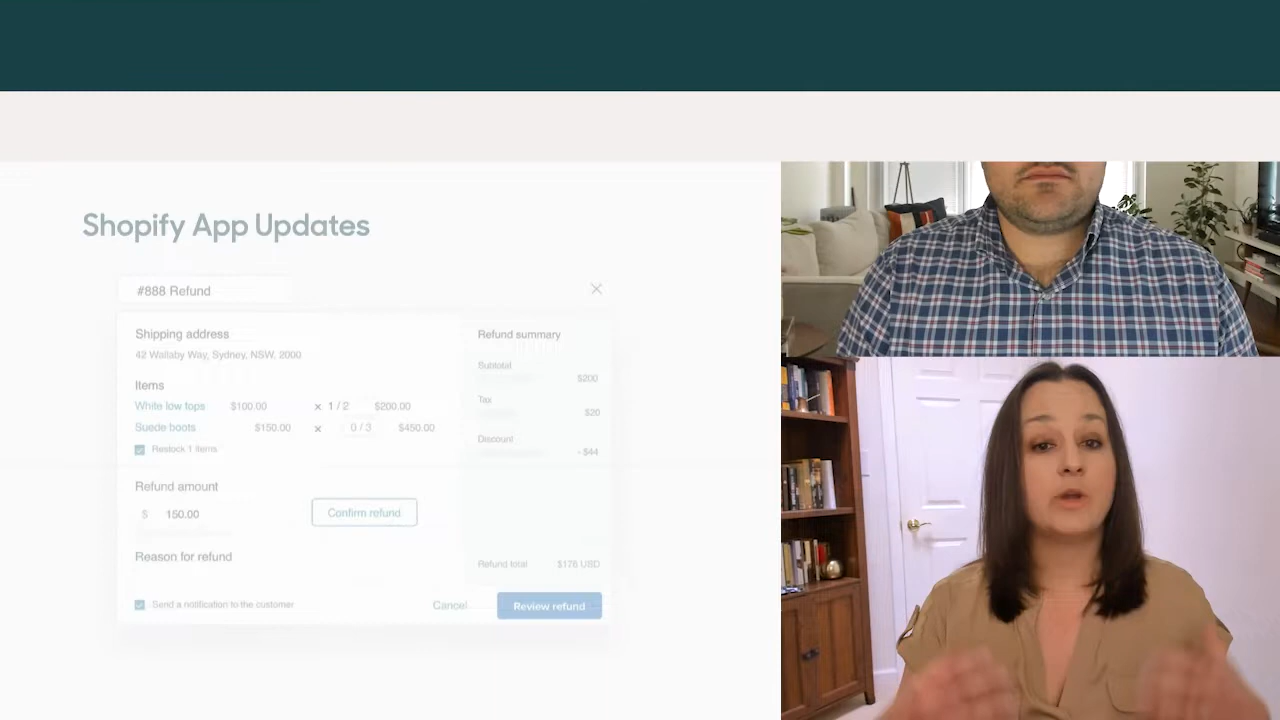 Shopify App Updates
#888 Refund
Shipping address
42 Wallaby Way, Sydney, NSW, 2000
Items
White low tops $100.00 × 1 / 2 $200.00
Suede boots $150.00 × 0 / 3 $450.00
Restock 1 items
Refund amount
$ 150.00
Confirm refund
Reason for refund
Send a notification to the customer
Refund summary
Subtotal
$200
Tax
$20
Discount
- $44
Refund total $176 USD
Cancel Review refund